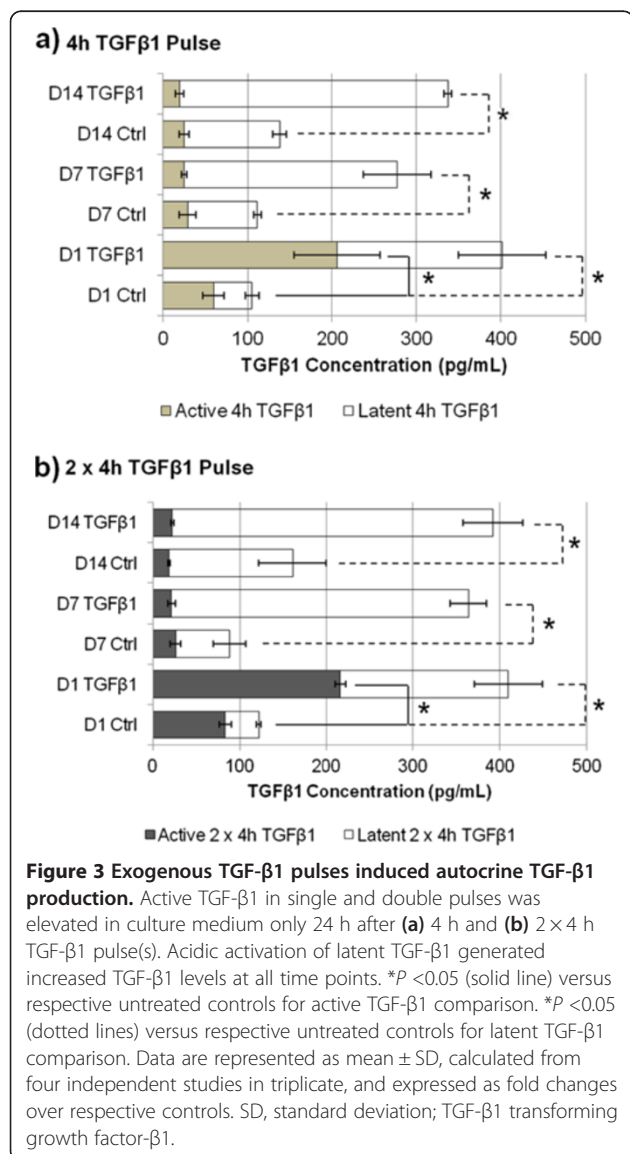 a) 4h TGFβ1 Pulse
D14 TGFβ1
*
D14 Ctrl
D7 TGFβ1
*
D7 Ctrl
D1 TGFβ1
* *
D1 Ctrl
0 100 200 300 400 500
TGFβ1 Concentration (pg/mL)
Active 4h TGFβ1 Latent 4h TGFβ1
b) 2 x 4h TGFβ1 Pulse
D14 TGFβ1
*
D14 Ctrl
D7 TGFβ1
*
D7 Ctrl
D1 TGFβ1
* *
D1 Ctrl
0 100 200 300 400 500
TGFβ1 Concentration (pg/mL)
Active 2 x 4h TGFβ1 Latent 2 x 4h TGFβ1
Figure 3 Exogenous TGF-β1 pulses induced autocrine TGF-β1
production. Active TGF-β1 in single and double pulses was
elevated in culture medium only 24 h after (a) 4 h and (b) 2 × 4 h
TGF-β1 pulse(s). Acidic activation of latent TGF-β1 generated
increased TGF-β1 levels at all time points. *P <0.05 (solid line) versus
respective untreated controls for active TGF-β1 comparison. *P <0.05
(dotted lines) versus respective untreated controls for latent TGF-β1
comparison. Data are represented as mean ± SD, calculated from
four independent studies in triplicate, and expressed as fold changes
over respective controls. SD, standard deviation; TGF-β1 transforming
growth factor-β1.